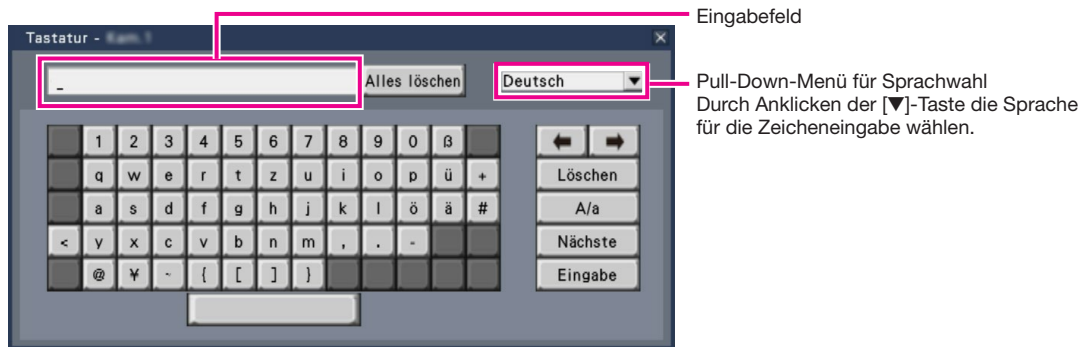 Eingabefeld
Tastatur -
_
Alles löschen
Deutsch
Pull-Down-Menü für Sprachwahl
Durch Anklicken der [▼]-Taste die Sprache
für die Zeicheneingabe wählen.
1 2 3 4 5 6 7 8 9 0 ß
q w e r t z u i o p ü + Löschen
a s d f g h j k l ö ä # A/a
< y x c v b n m , . - Nächste
@ ¥ ~ { [ ] } Eingabe